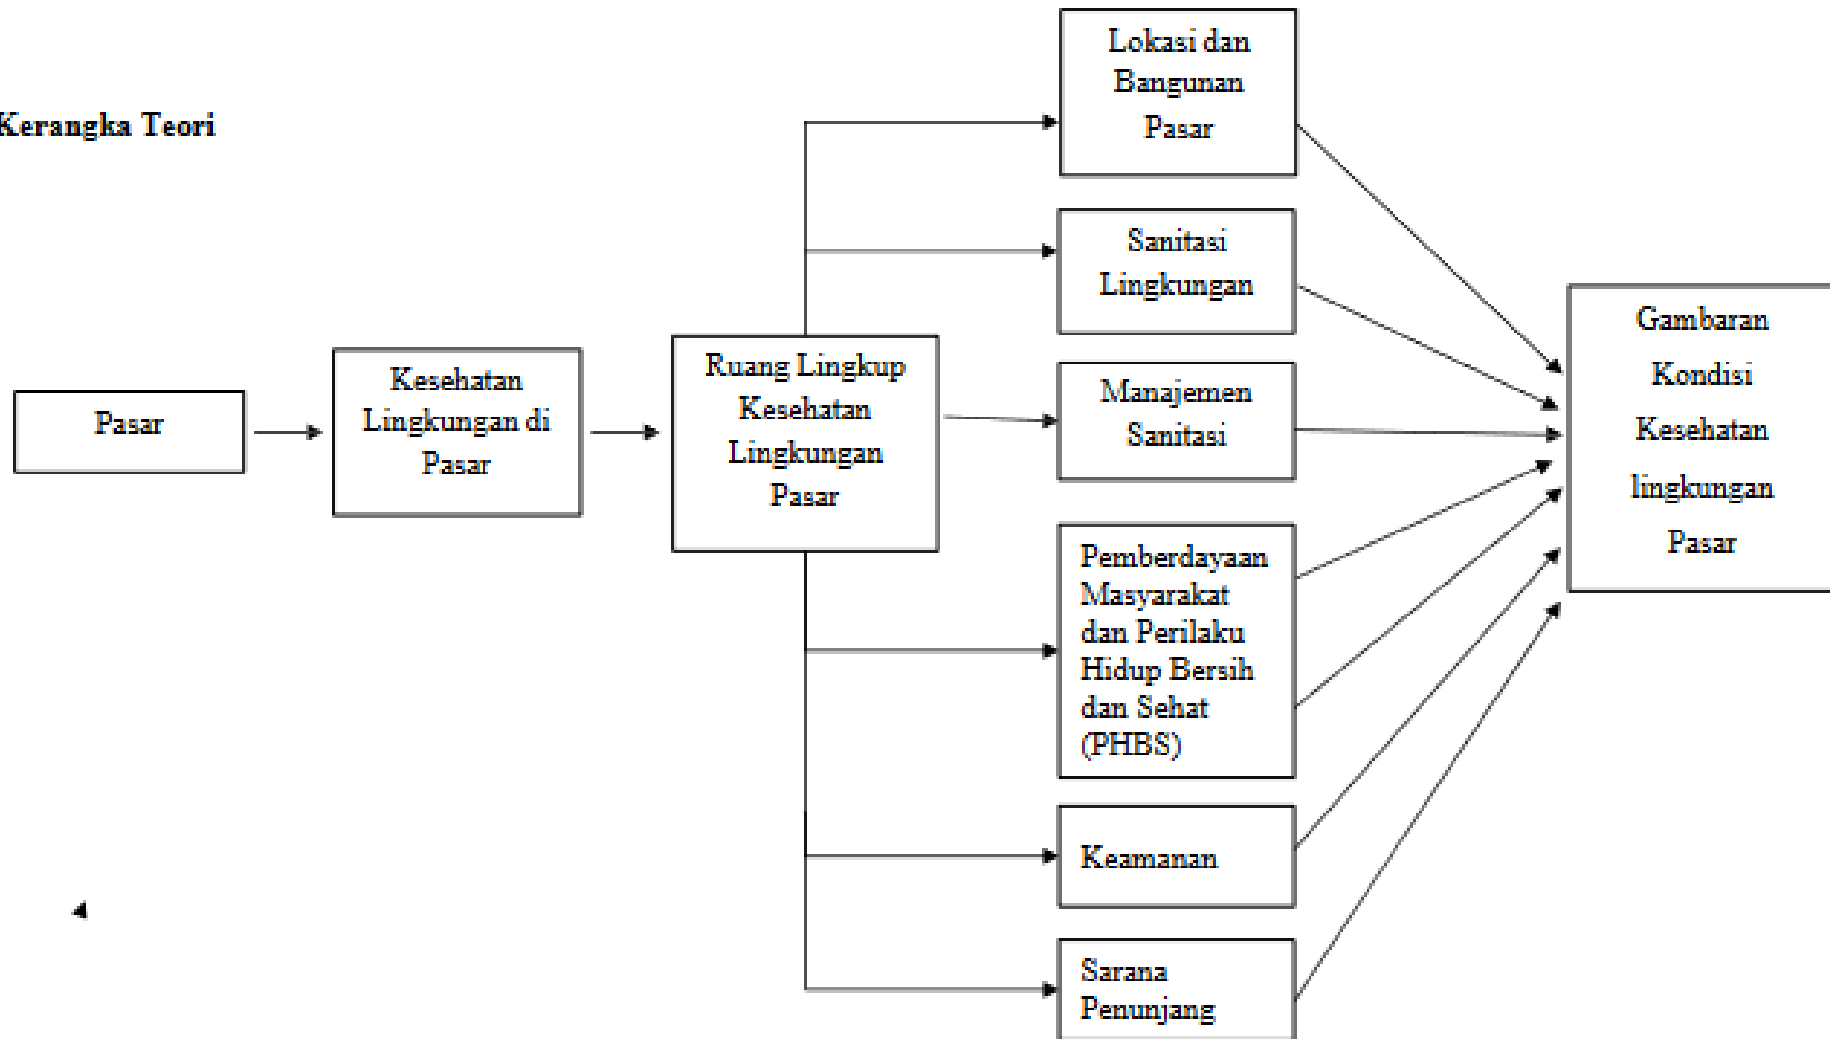 Kerangka Teori
Pasar
Kesehatan
Lingkungan di
Pasar
Ruang Lingkup
Kesehatan
Lingkungan
Pasar
Lokasi dan
Bangunan
Pasar
Sanitasi
Lingkungan
Manajemen
Sanitasi
Pemberdayaan
Masyarakat
dan Perilaku
Hidup Bersih
dan Sehat
(PHBS)
Keamanan
Sarana
Penunjang
Gambaran
Kondisi
Kesehatan
lingkungan
Pasar